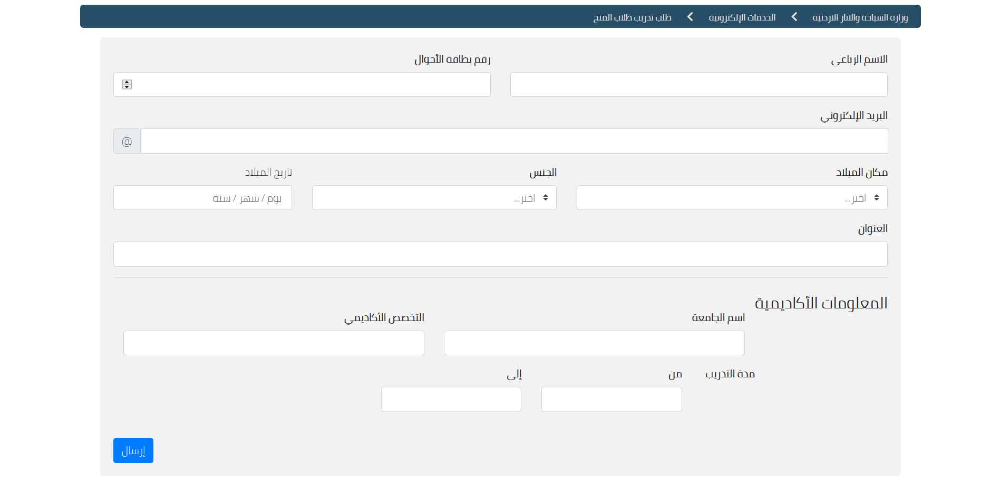 وزارة السياحة والاثار الاردنية الخدمات الإلكترونية طلب تدريب طلاب المنح
الاسم الرباعي رقم بطاقة الأحوال
البريد الإلكتروني
@
مكان الميلاد الجنس تاريخ الميلاد
اختر... اختر... يوم / شهر / سنة
العنوان
المعلومات الأكاديمية
اسم الجامعة التخصص الأكاديمي
مدة التدريب من إلى
إرسال